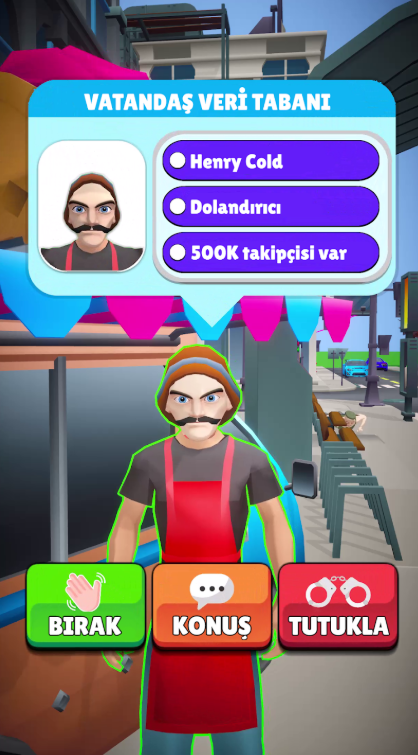 VATANDAŞ VERİ TABANI
Henry Cold
Dolandırıcı
500K takipçisi var
BIRAK
KONUŞ
TUTUKLA